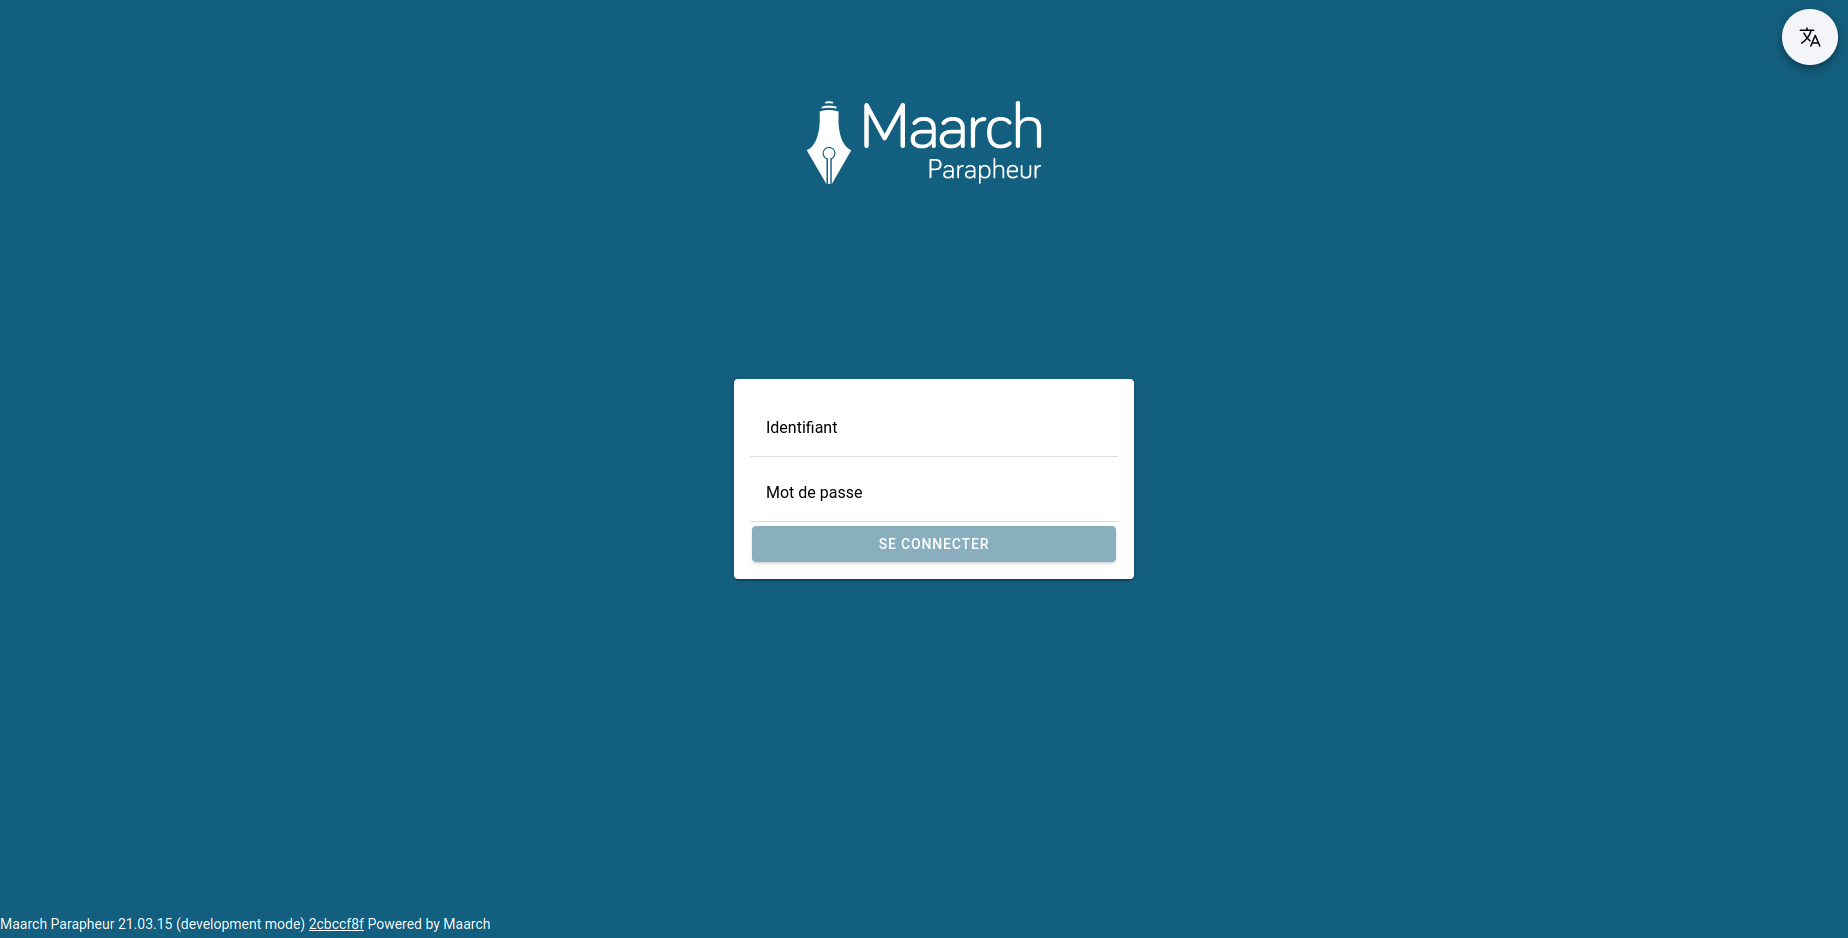 Maarch
Parapheur
Identifiant
Mot de passe
SE CONNECTER
Maarch Parapheur 21.03.15 (development mode) 2cbccf8f Powered by Maarch